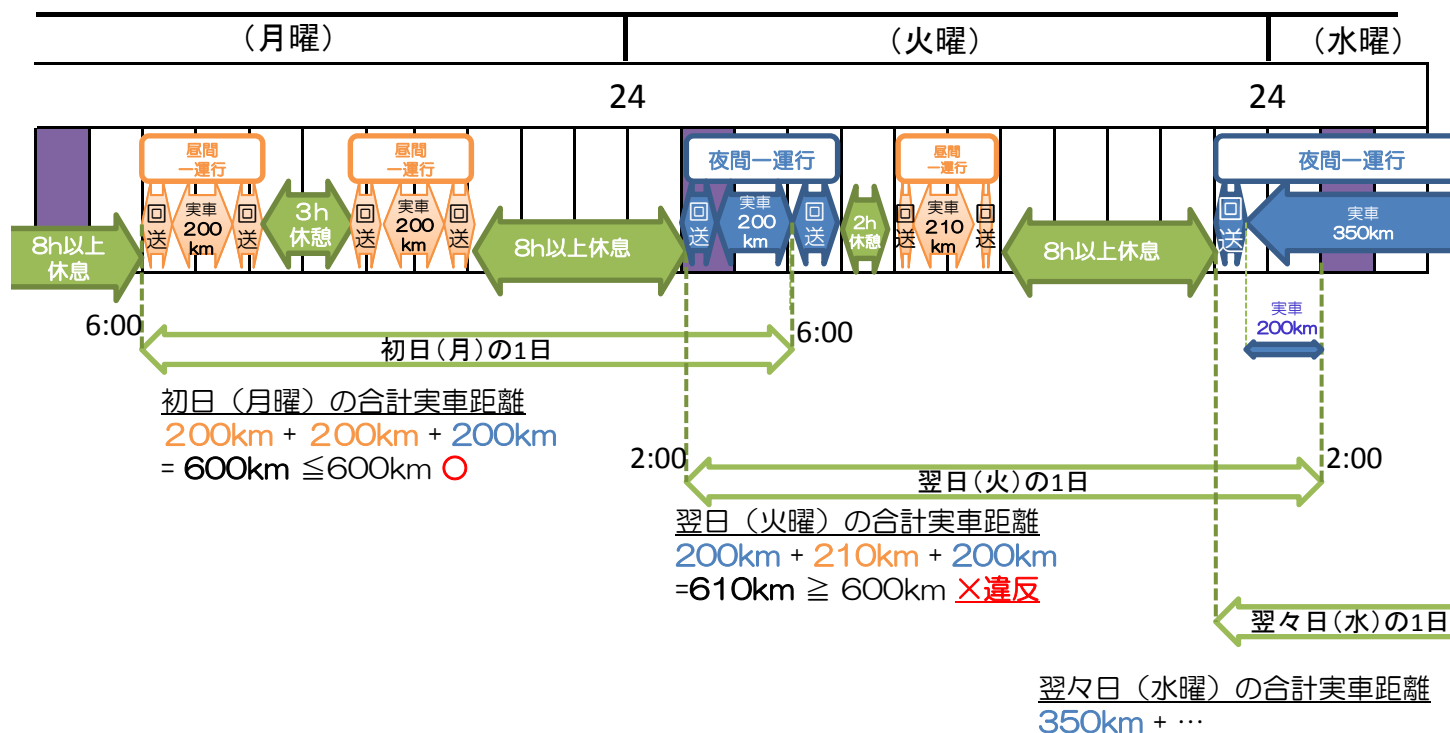 （月曜）
（火曜）
（水曜）
24
24
昼間
一運行
昼間
一運行
夜間一運行
昼間
一運行
夜間一運行
8h以上
休息
回送
実車
200
km
回送
3h
休憩
回送
実車
200
km
回送
8h以上休息
回送
実車
200
km
回送
2h
休憩
回送
実車
210
km
回送
8h以上休息
回送
実車
350km
実車
200km
6:00
初日（月）の1日
6:00
初日（月曜）の合計実車距離
200km + 200km + 200km
= 600km ≦600km ○
2:00
翌日（火）の1日
2:00
翌日（火曜）の合計実車距離
200km + 210km + 200km
=610km ≧ 600km ×違反
翌々日（水）の1日
翌々日（水曜）の合計実車距離
350km + …